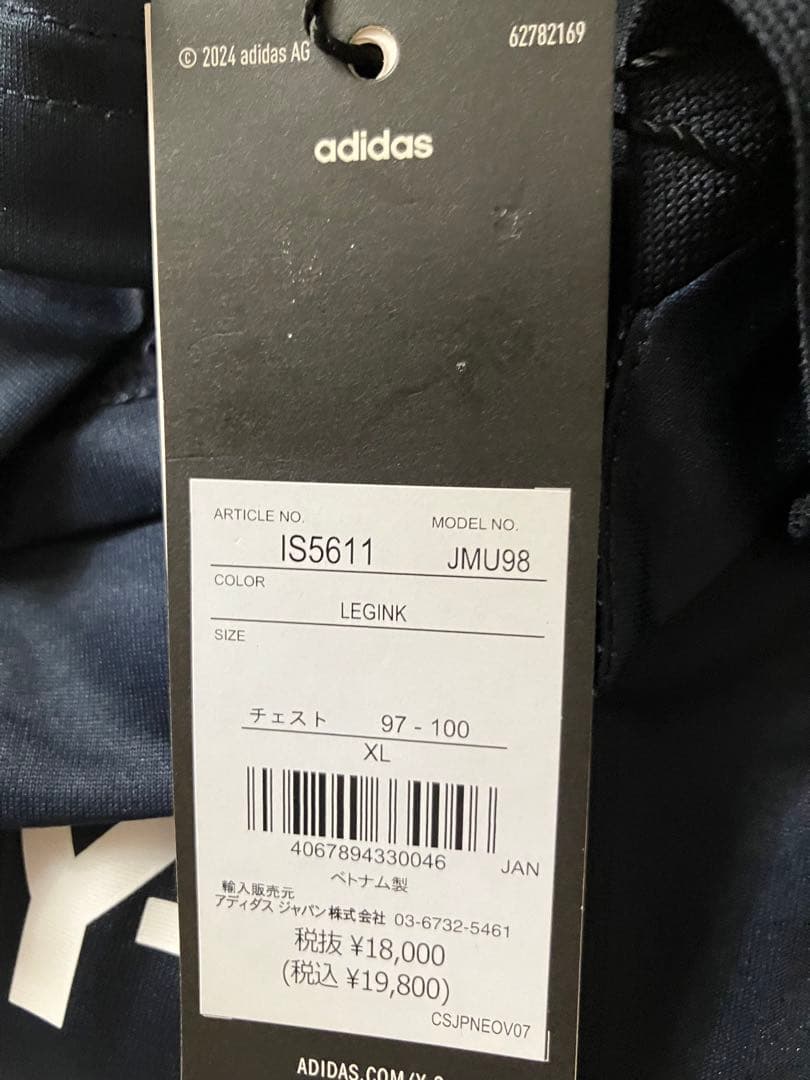 © 2024 adidas AG
62782169
adidas
ARTICLE NO.
MODEL NO.
IS5611
JMU98
COLOR
LEGINK
SIZE
チェスト 97 - 100
XL
4067894330046
JAN
ベトナム製
輸入販売元
アディダス ジャパン株式会社 03-6732-5461
税抜 ¥18,000
(税込 ¥19,800)
CSJPNEOV07